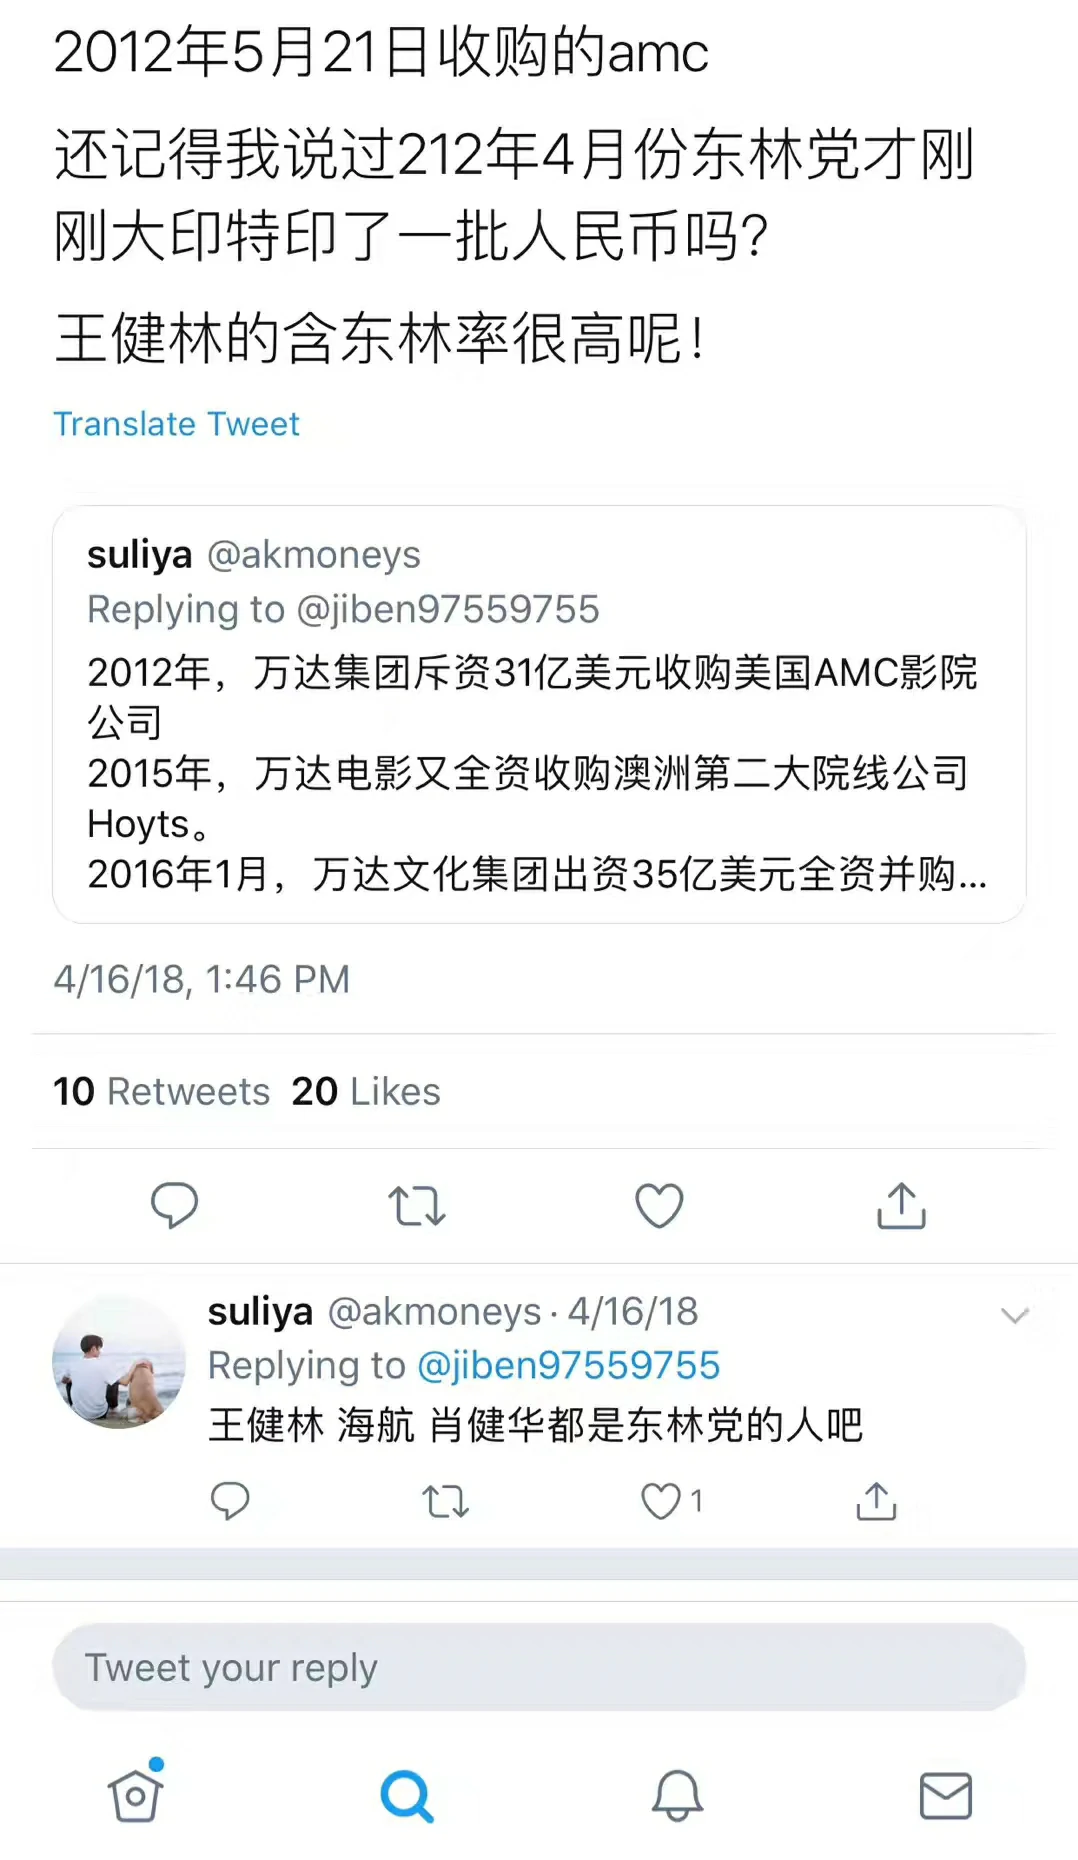 2012年5月21日收购的amc
还记得我说过212年4月份东林党才刚
刚大印特印了一批人民币吗?
王健林的含东林率很高呢!
Translate Tweet
suliya @akmoneys
Replying to @jiben97559755
2012年，万达集团斥资31亿美元收购美国AMC影院
公司
2015年，万达电影又全资收购澳洲第二大院线公司
Hoyts。
2016年1月，万达文化集团出资35亿美元全资并购...
4/16/18, 1:46 PM
10 Retweets 20 Likes
suliya @akmoneys · 4/16/18
Replying to @jiben97559755
王健林 海航 肖健华都是东林党的人吧
1
Tweet your reply